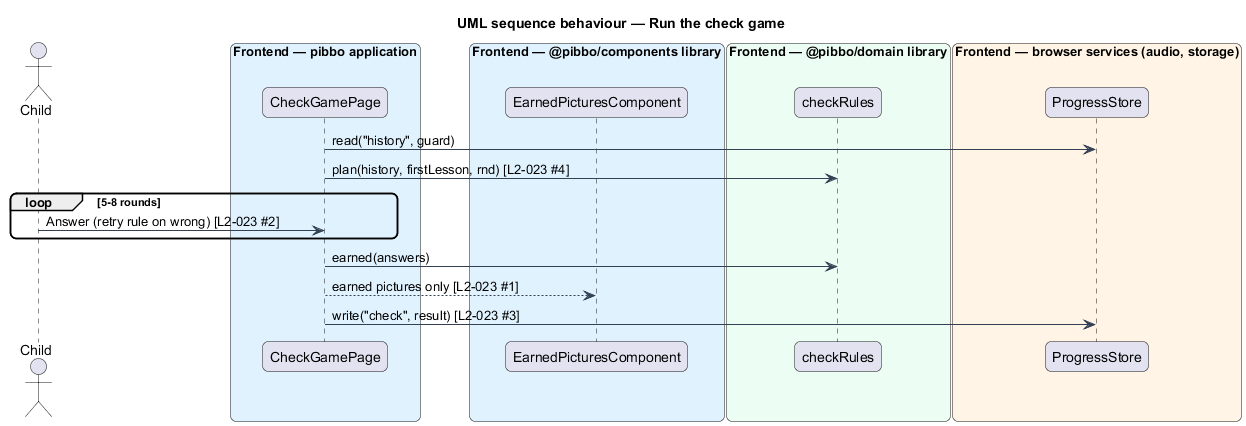 UML sequence behaviour — Run the check game
Frontend — pibbo application
Frontend — @pibbo/components library
Frontend — @pibbo/domain library
Frontend — browser services (audio, storage)
Child
CheckGamePage
EarnedPicturesComponent
checkRules
ProgressStore
read("history", guard)
plan(history, firstLesson, rnd) [L2-023 #4]
loop
[5-8 rounds]
Answer (retry rule on wrong) [L2-023 #2]
earned(answers)
earned pictures only [L2-023 #1]
write("check", result) [L2-023 #3]
Child
CheckGamePage
EarnedPicturesComponent
checkRules
ProgressStore